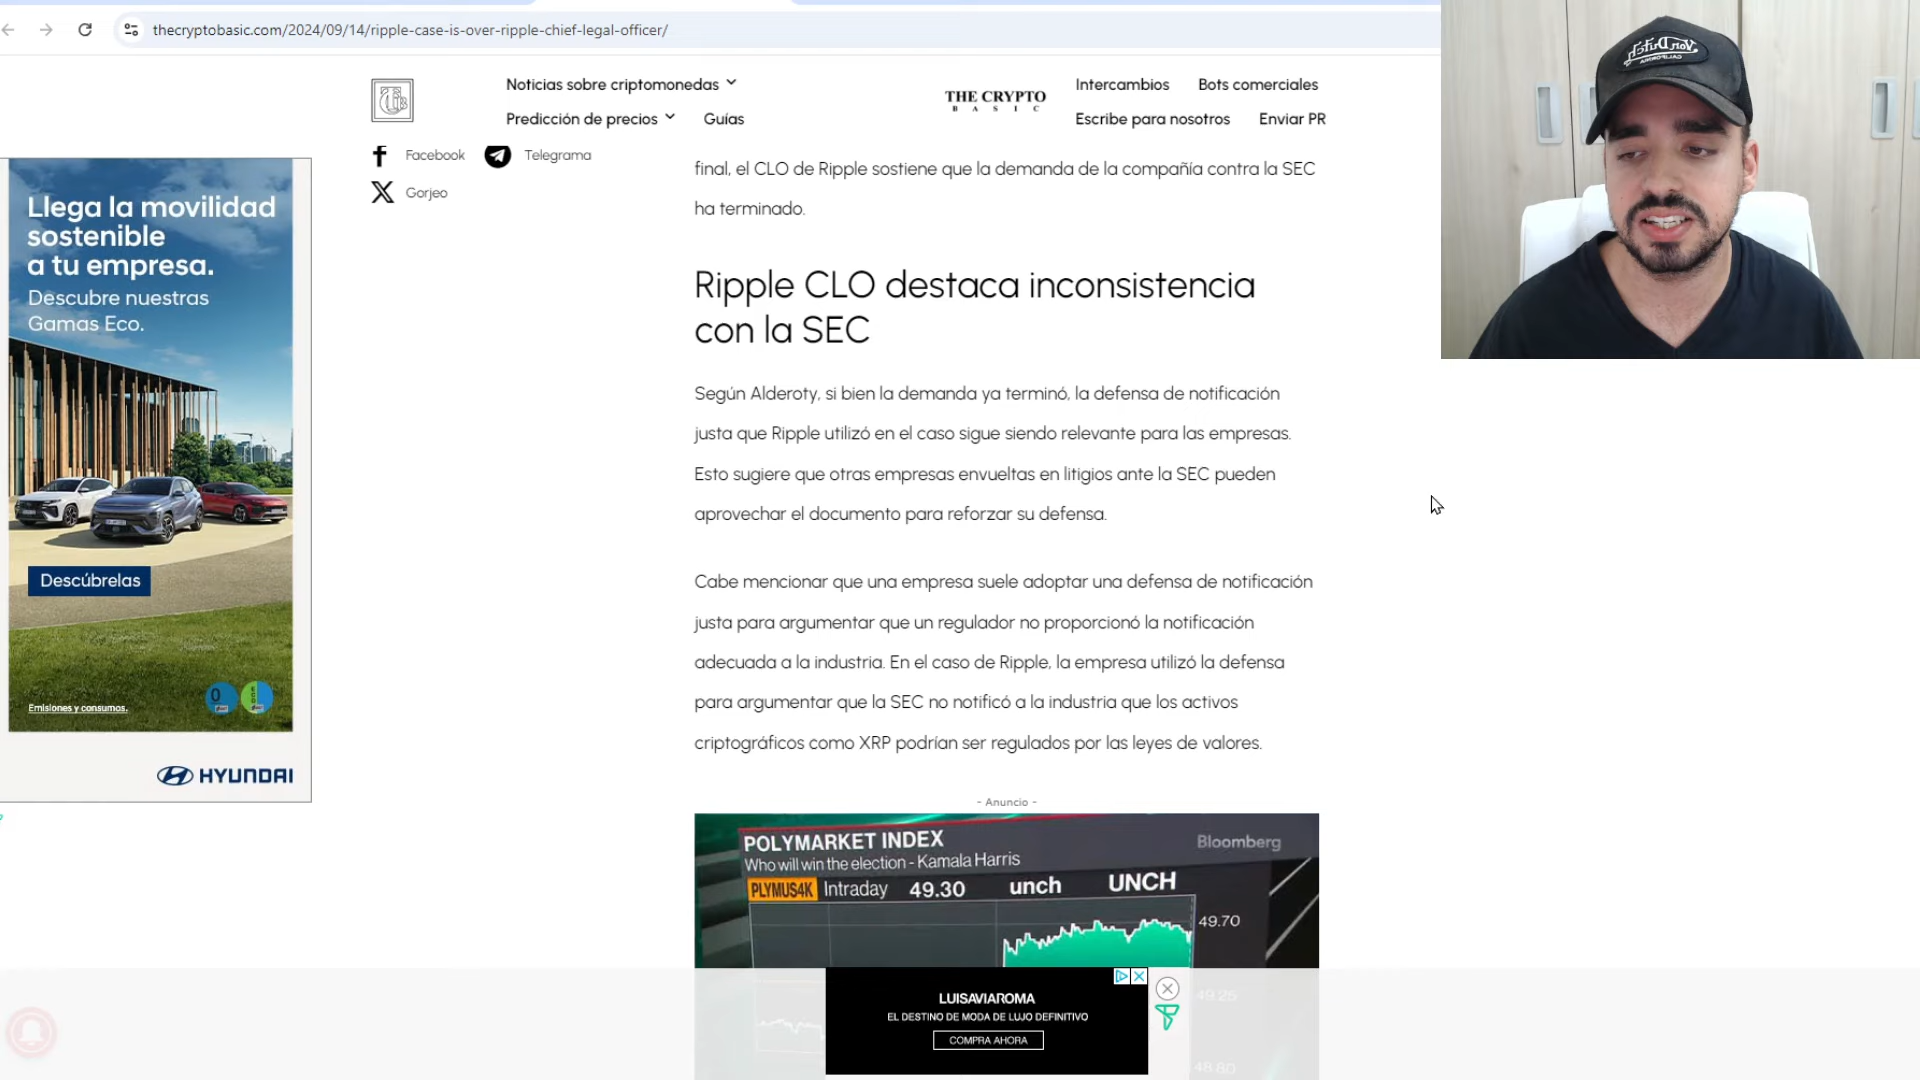 thecryptobasic.com/2024/09/14/ripple-case-is-over-ripple-chief-legal-officer/
Noticias sobre criptomonedas
Predicción de precios
Guías
THE CRYPTO
BASIC
Intercambios
Bots comerciales
Escribe para nosotros
Enviar PR
Facebook
Telegrama
Gorjeo
final, el CLO de Ripple sostiene que la demanda de la compañía contra la SEC
ha terminado.
Ripple CLO destaca inconsistencia
con la SEC
Según Alderoty, si bien la demanda ya terminó, la defensa de notificación
justa que Ripple utilizó en el caso sigue siendo relevante para las empresas.
Esto sugiere que otras empresas envueltas en litigios ante la SEC pueden
aprovechar el documento para reforzar su defensa.
Cabe mencionar que una empresa suele adoptar una defensa de notificación
justa para argumentar que un regulador no proporcionó la notificación
adecuada a la industria. En el caso de Ripple, la empresa utilizó la defensa
para argumentar que la SEC no notificó a la industria que los activos
criptográficos como XRP podrían ser regulados por las leyes de valores.
- Anuncio -
POLYMARKET INDEX
Bloomberg
Who will win the election - Kamala Harris
PLYMUS4K Intraday 49.30 unch UNCH
49.70
49.25
48.80
LUISAVIAROMA
EL DESTINO DE MODA DE LUJO DEFINITIVO
COMPRA AHORA
Llega la movilidad
sostenible
a tu empresa.
Descubre nuestras
Gamas Eco.
Descúbrelas
Emisiones y consumos.
0
HYUNDAI
Von Dutch